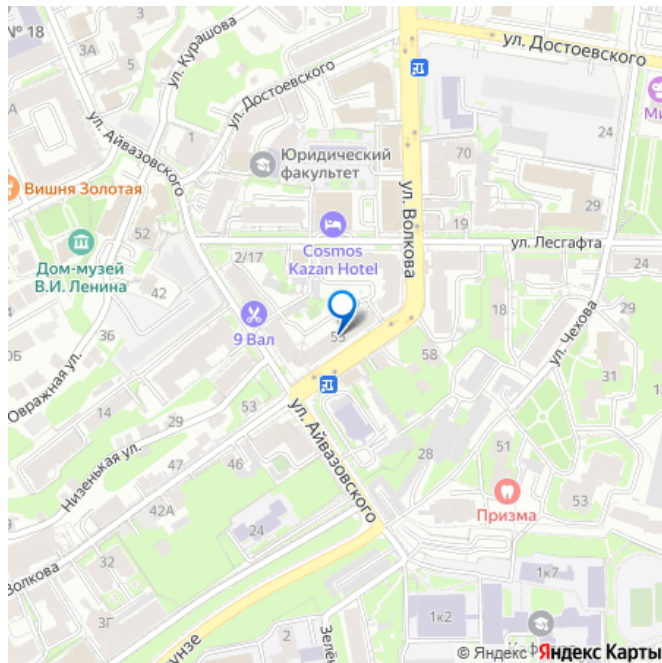 № 18
3А
5
ул. Курашова
ул. Достоевского
ул. Достоевского
24
Ми
3А
ул. Айвазовского
1
Юридический
факультет
70
ул. Волкова
Вишня Золотая
29
52
19
ул. Лесгафта
Дом-музей
В.И. Ленина
2/17
Cosmos
Kazan Hotel
24
42
18
29
ул. Чехова
36
9 Вал
55
58
31
Овражная ул.
14
29
53
ул. Айвазовского
Низенькая ул.
47
46
28
51
Призма
53
42А
24
32
Волкова
3Г
1к7
1к2
2
Зелён
унзе
© Яндекс Яндекс Карты